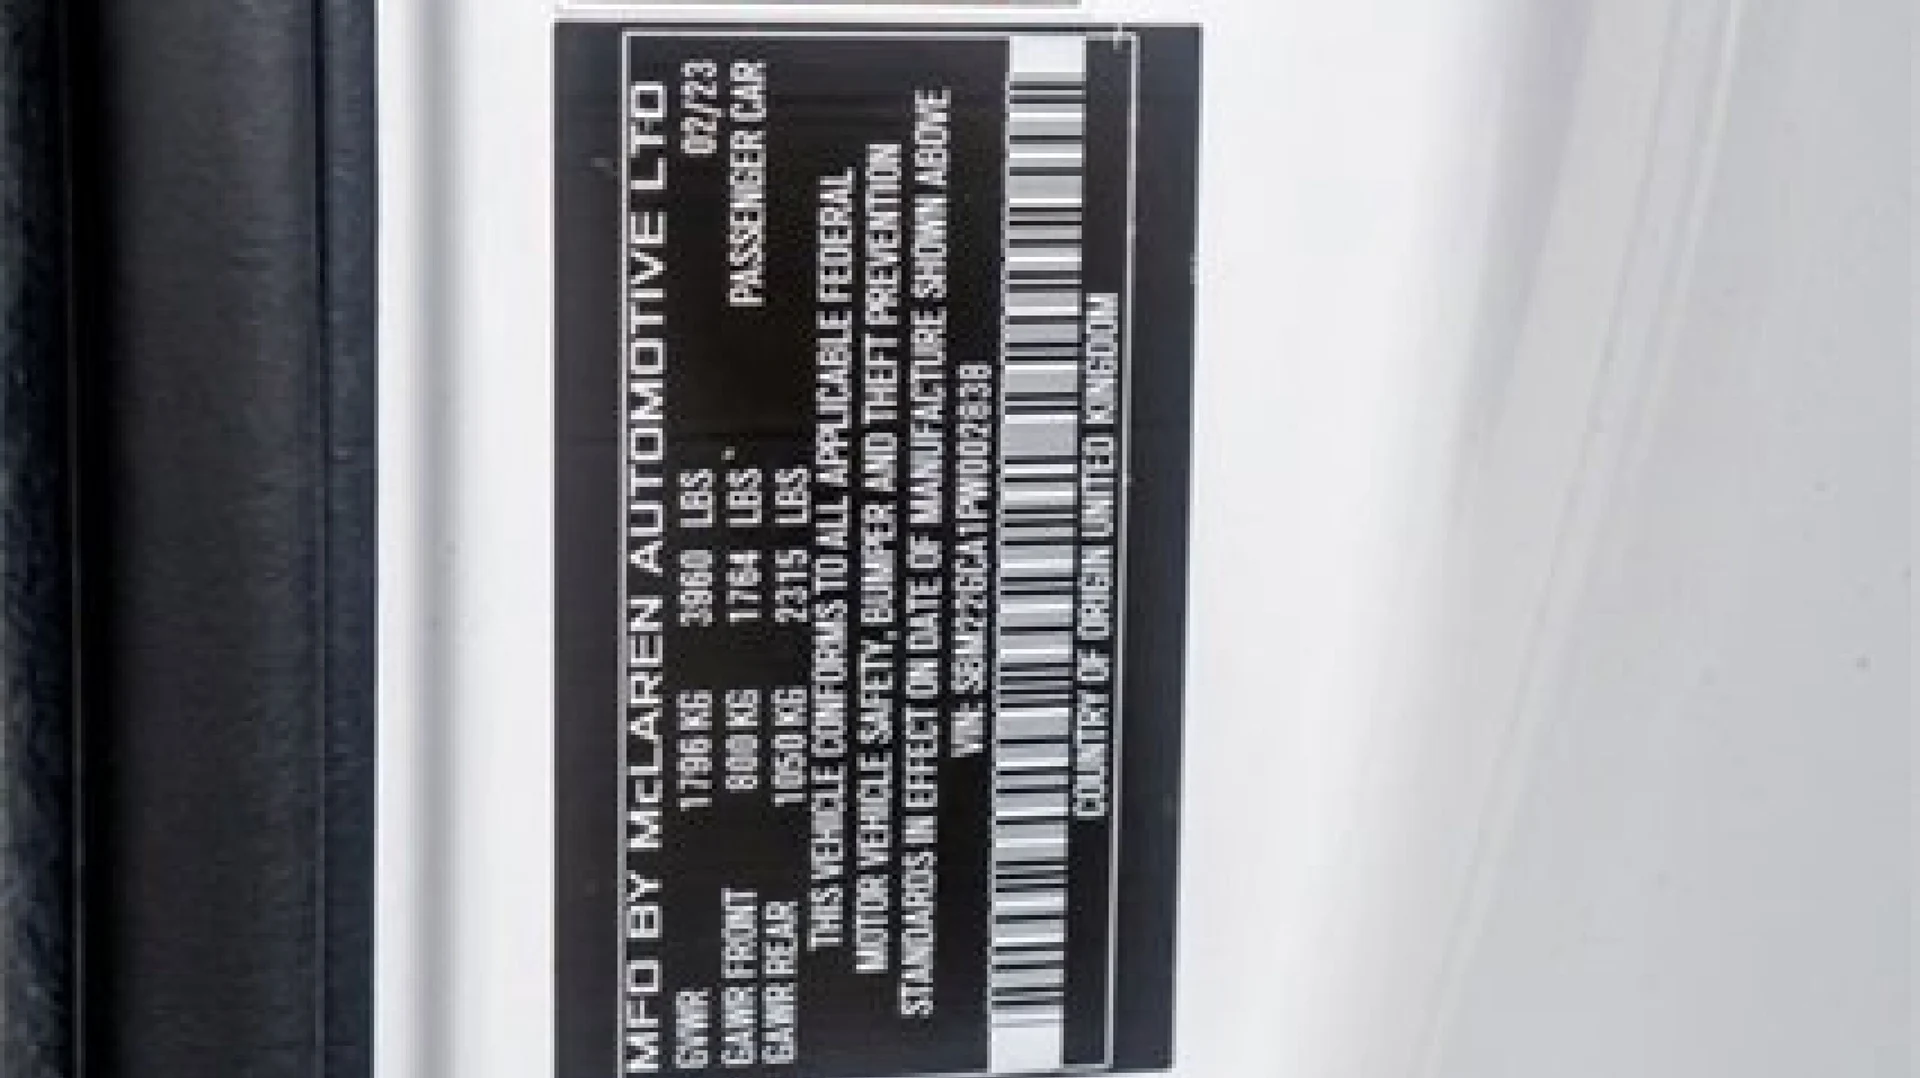 MFD BY McLAREN AUTOMOTIVE LTD
GVWR 1796 KG 3960 LBS 02/23
GAWR FRONT 800 KG 1764 LBS PASSENGER CAR
GAWR REAR 1050 KG 2315 LBS
THIS VEHICLE CONFORMS TO ALL APPLICABLE FEDERAL
MOTOR VEHICLE SAFETY, BUMPER AND THEFT PREVENTION
STANDARDS IN EFFECT ON DATE OF MANUFACTURE SHOWN ABOVE
VIN: SBM22GCA1PW002838
COUNTRY OF ORIGIN UNITED KINGDOM